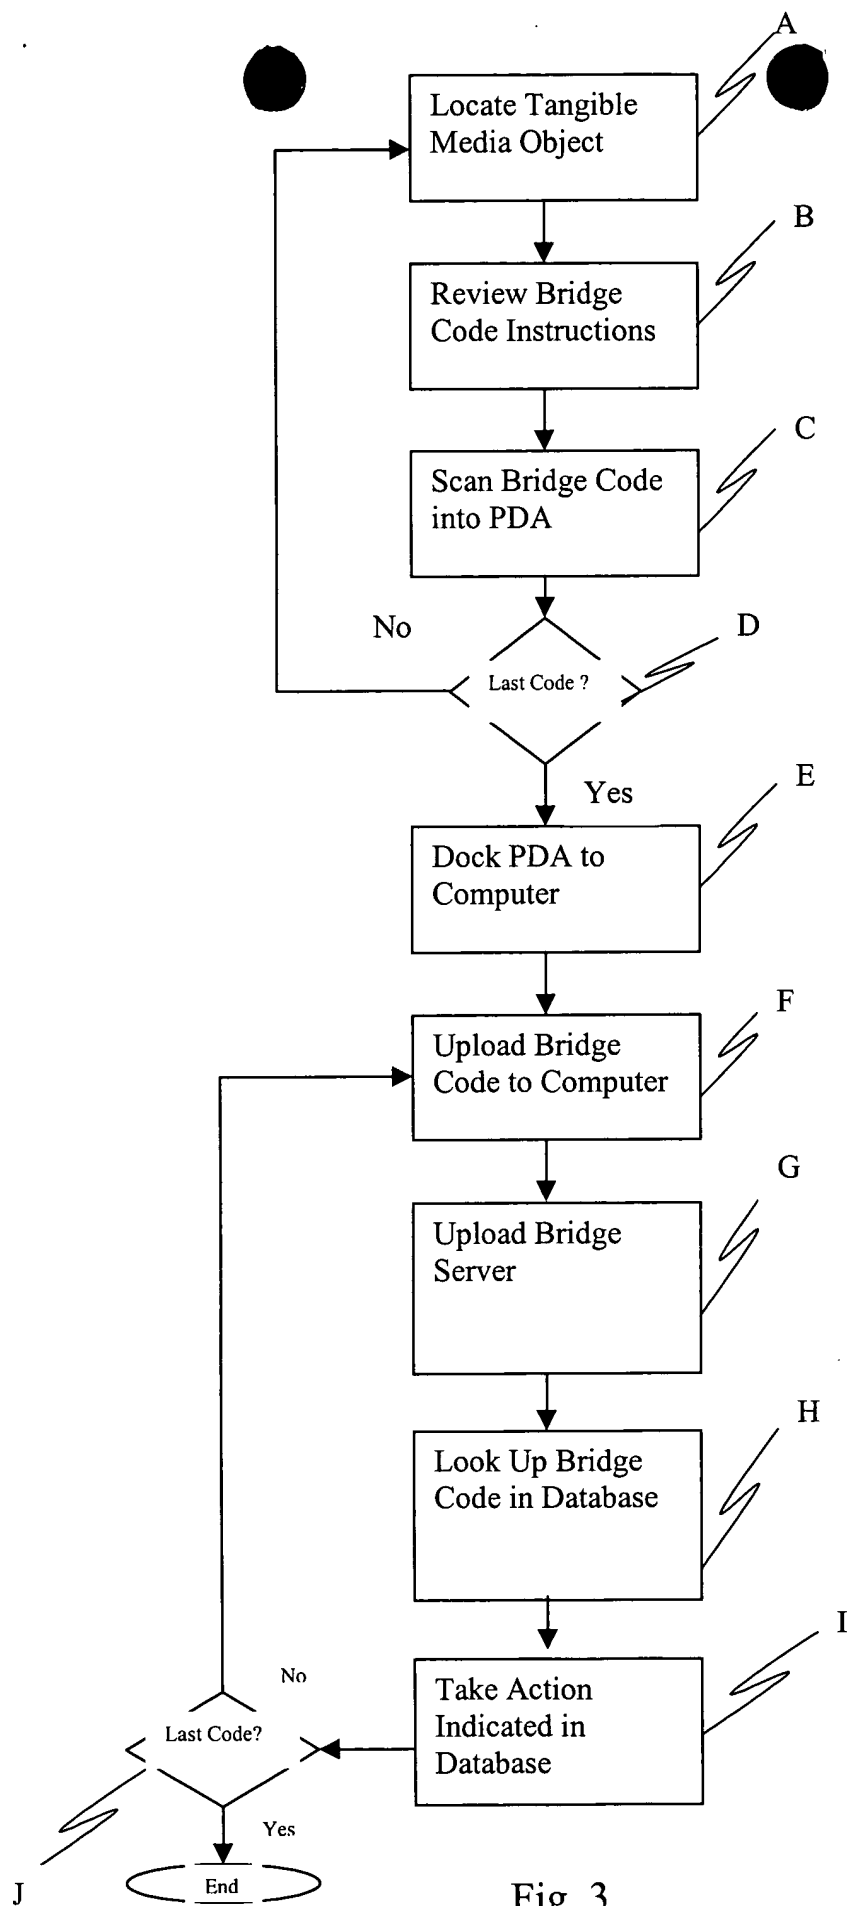 A
Locate Tangible
Media Object
B
Review Bridge
Code Instructions
C
Scan Bridge Code
into PDA
No
D
Last Code ?
Yes
E
Dock PDA to
Computer
F
Upload Bridge
Code to Computer
G
Upload Bridge
Server
H
Look Up Bridge
Code in Database
I
Take Action
Indicated in
Database
No
Last Code?
Yes
J
End
Fig. 3